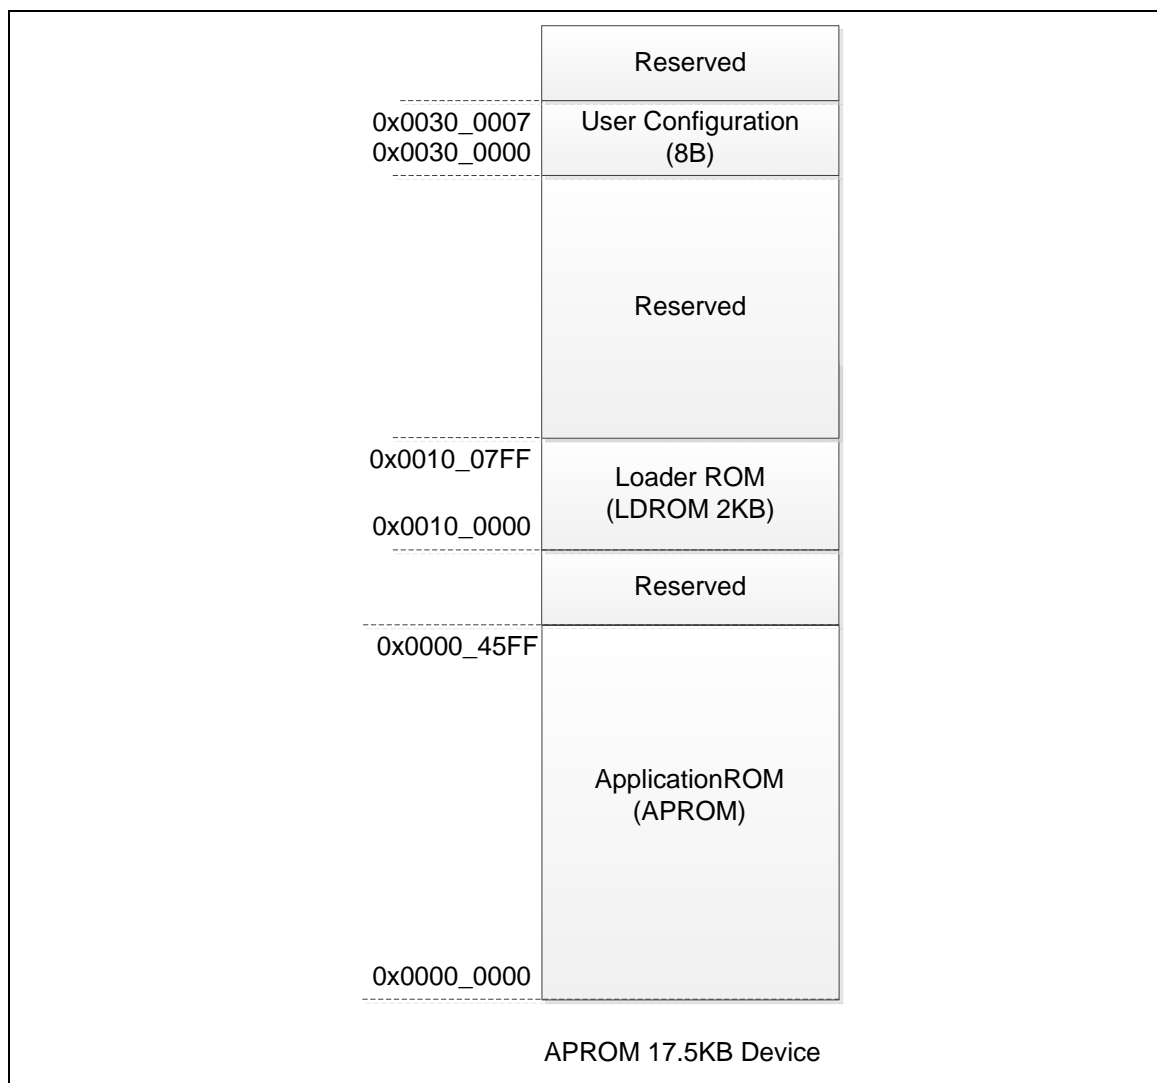 Reserved
0x0030_0007
0x0030_0000
User Configuration
(8B)
Reserved
0x0010_07FF
0x0010_0000
Loader ROM
(LDROM 2KB)
Reserved
0x0000_45FF
ApplicationROM
(APROM)
0x0000_0000
APROM 17.5KB Device